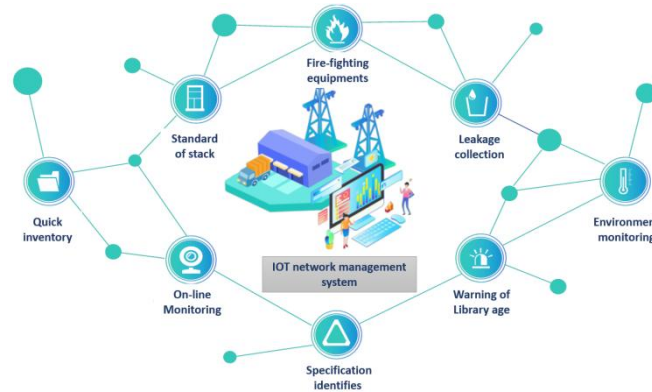 Fire-fighting
equipments
Standard
of stack
Leakage
collection
Quick
inventory
Environment
monitoring
On-line
Monitoring
IOT network management
system
Warning of
Library age
Specification
identifies